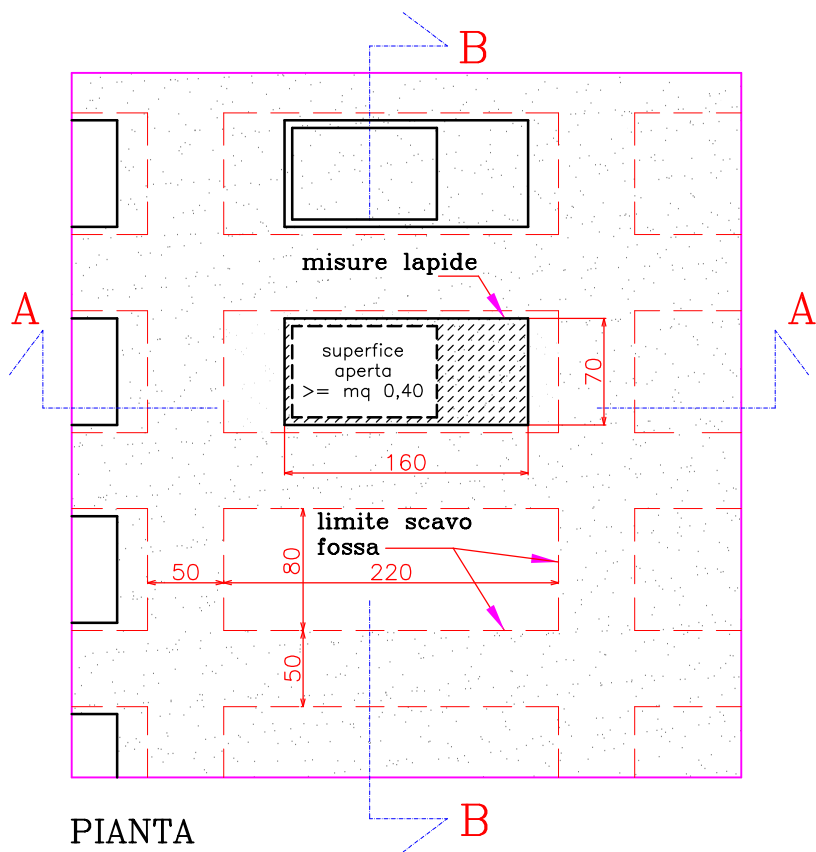 B
misure lapide
A
A
superfice
aperta
>= mq 0,40
70
160
limite scavo
fossa
50
80
220
50
B
PIANTA